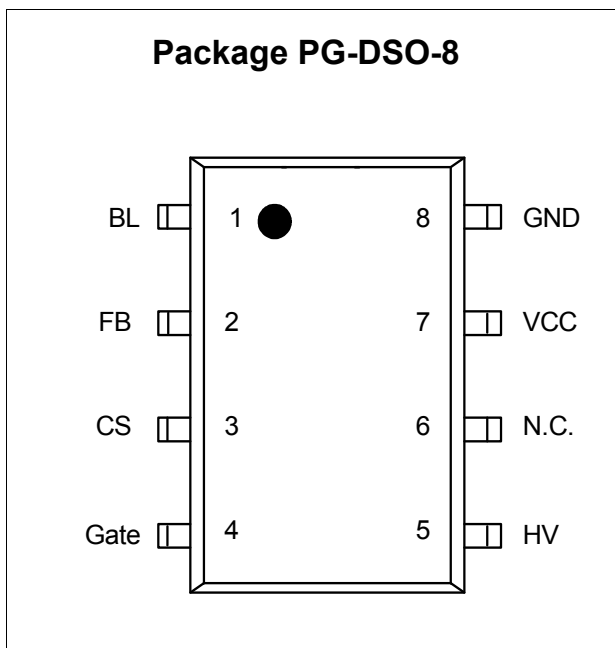 Package PG-DSO-8
BL 1 8 GND
FB 2 7 VCC
CS 3 6 N.C.
Gate 4 5 HV